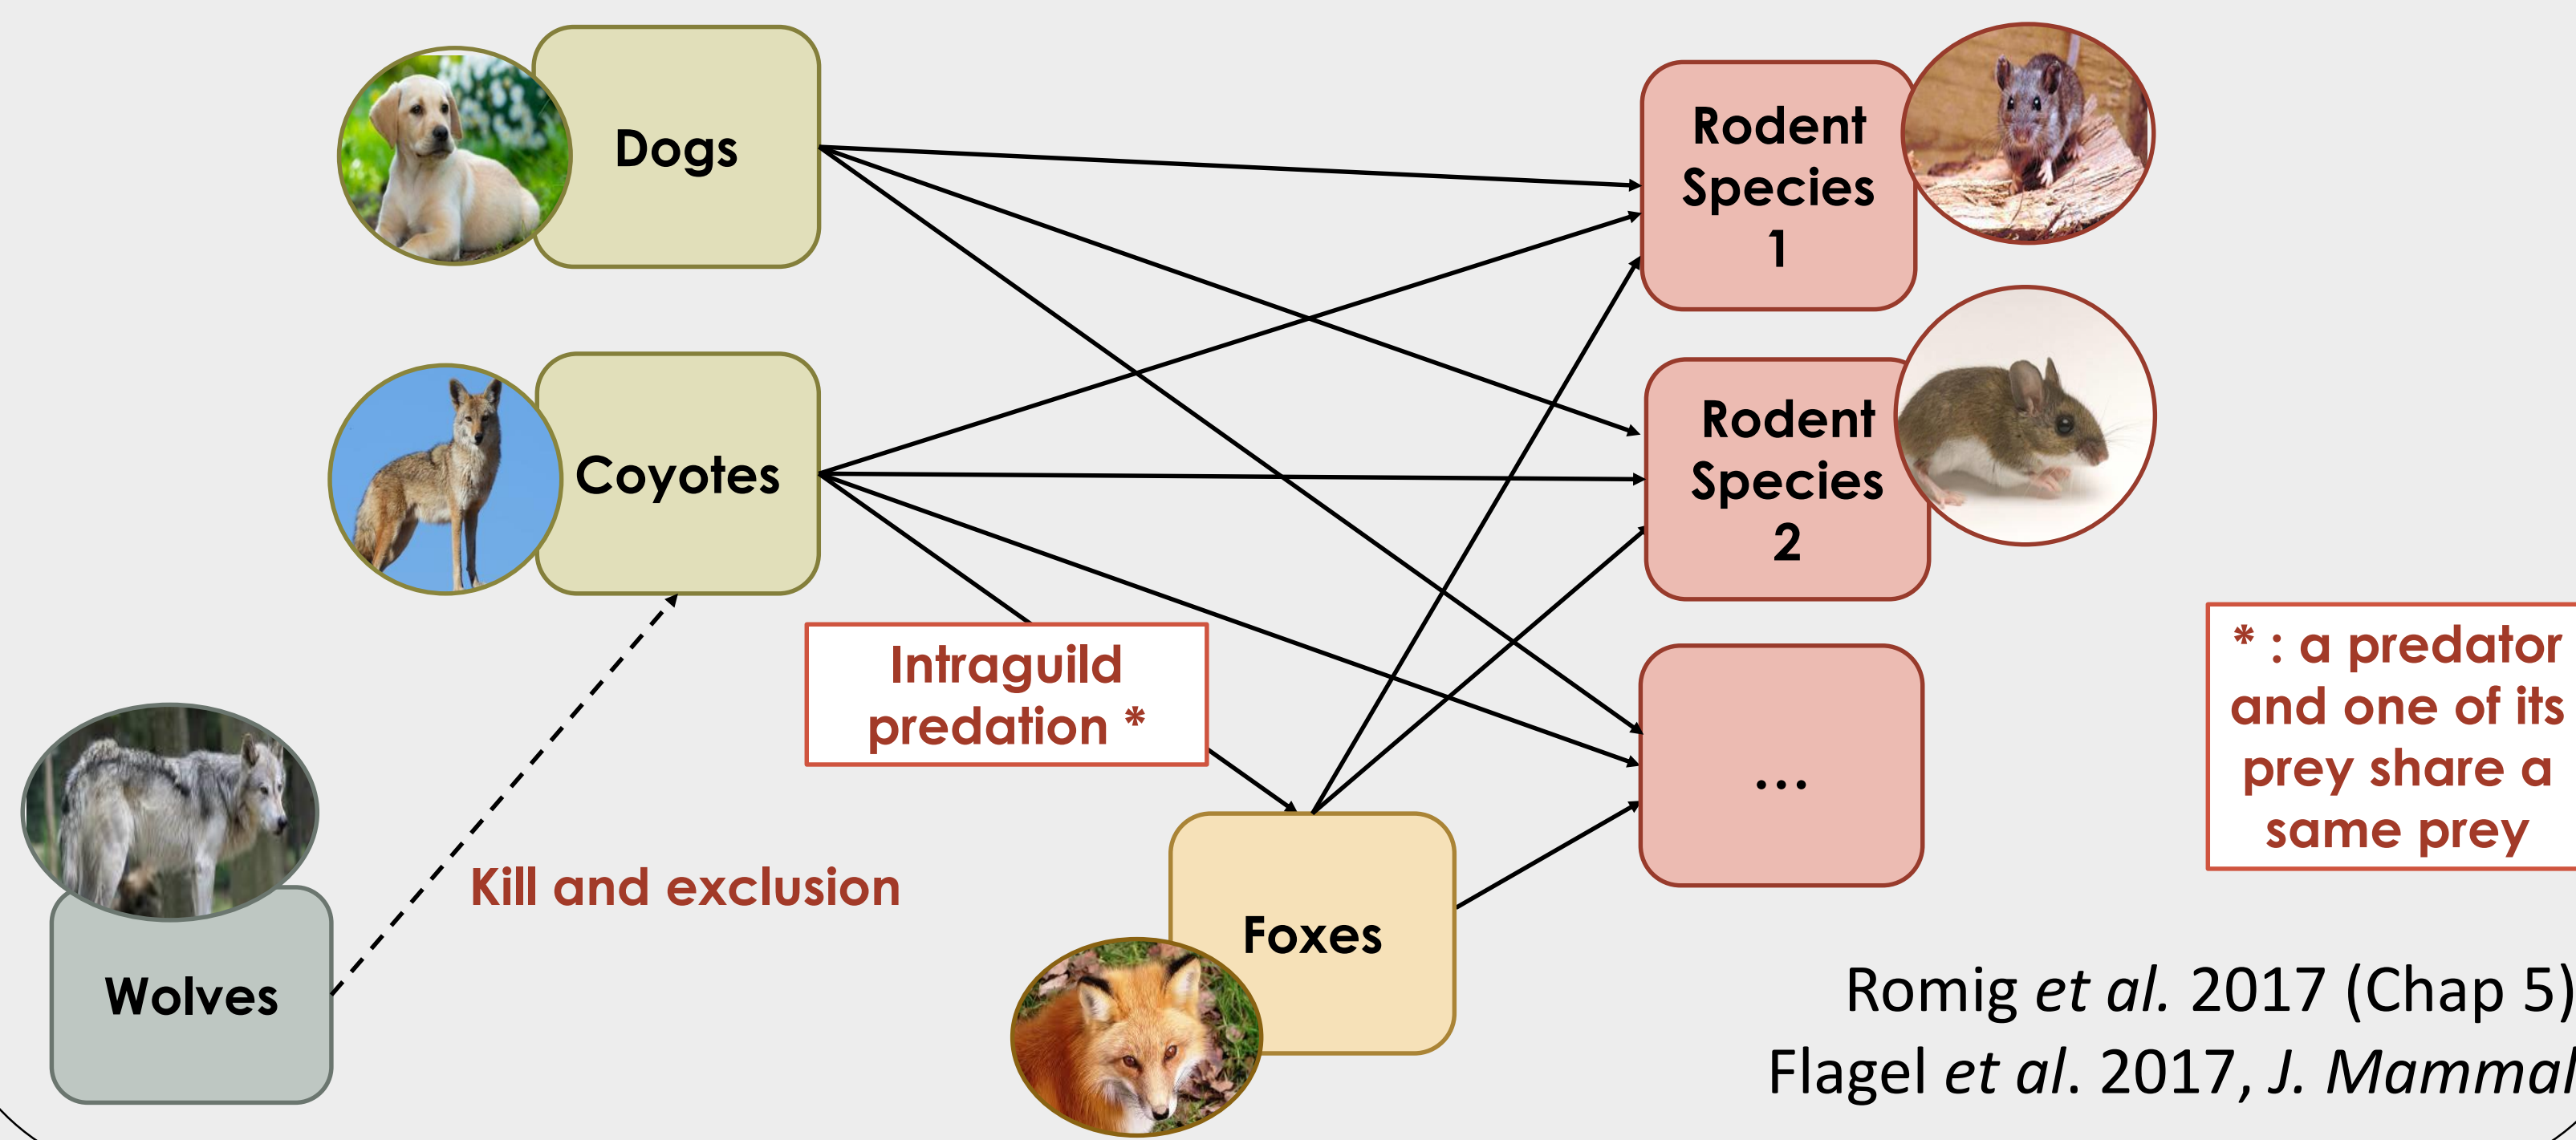 Dogs
Rodent
Species
1
Coyotes
Rodent
Species
2
Intraguild
predation *
* : a predator
and one of its
prey share a
same prey
...
Kill and exclusion
Foxes
Wolves
Romig et al. 2017 (Chap 5)
Flagel et al. 2017, J. Mammal